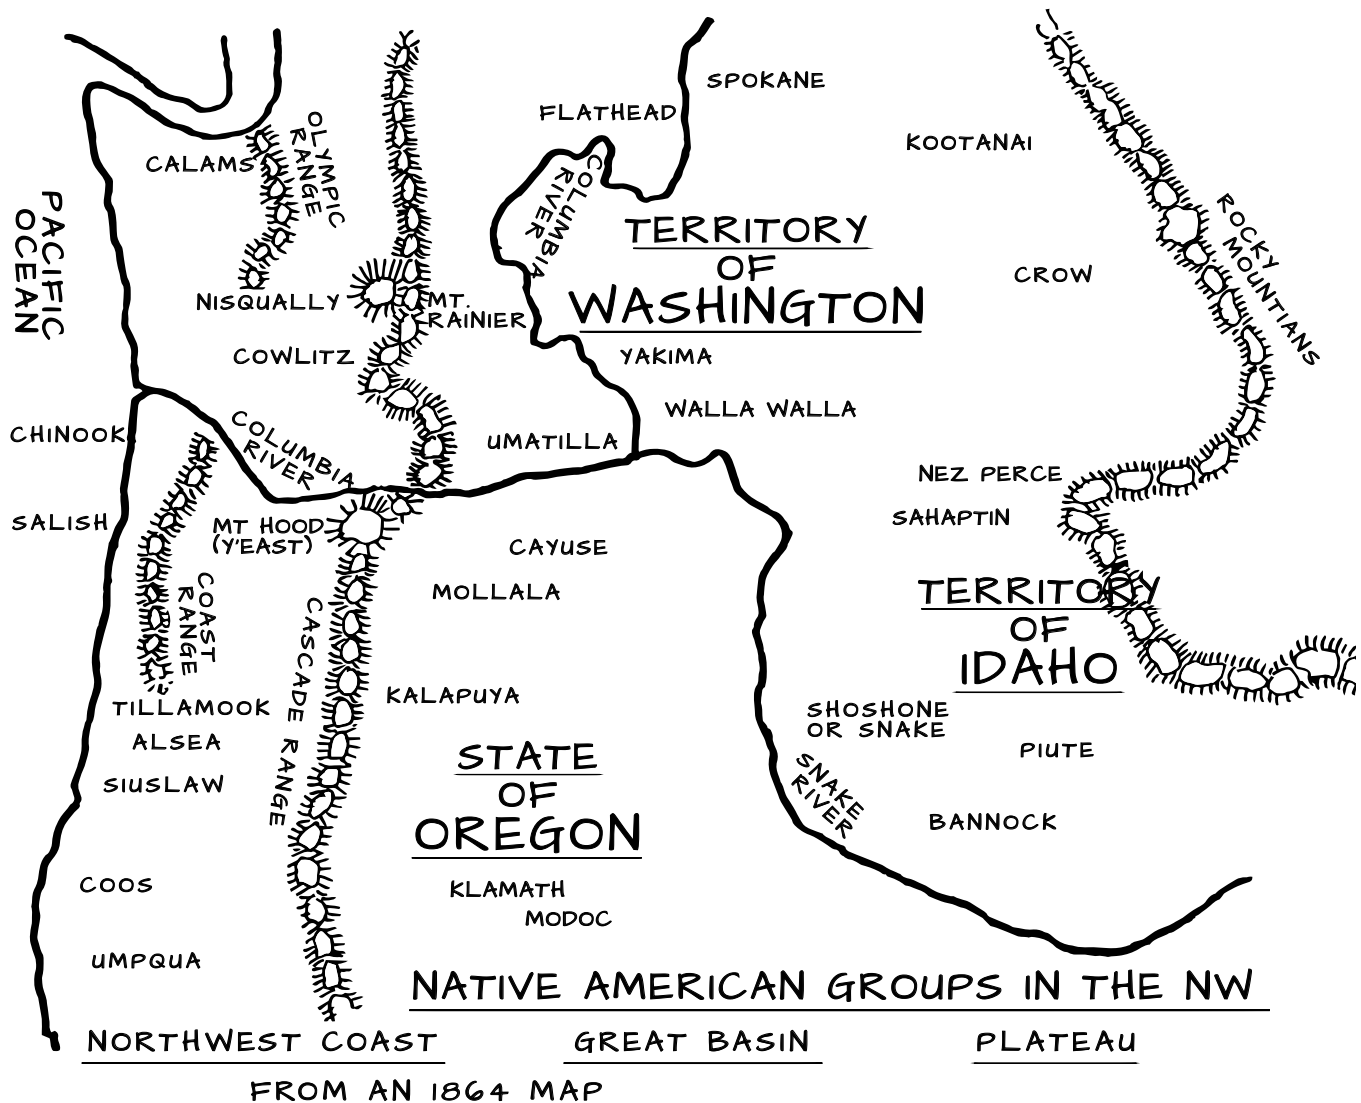 SPOKANE
FLATHEAD
KOOTANAI
OLYMPIC
RANGE
CALAMS
COLUMBIA
RIVER
PACIFIC
OCEAN
TERRITORY
OF
WASHINGTON
ROCKY
MOUNTIANS
CROW
NISQUALLY
MT.
RAINIER
COWLITZ
YAKIMA
WALLA WALLA
CHINOOK
COLUMBIA
RIVER
UMATILLA
NEZ PERCE
SAHAPTIN
SALISH
MT HOOD
(Y'EAST)
CAYUSE
MOLLALA
COAST
RANGE
CASCADE RANGE
TERRITORY
OF
IDAHO
KALAPUYA
TILLAMOOK
ALSEA
SIUSLAW
SHOSHONE
OR SNAKE
PIUTE
SNAKE
RIVER
BANNOCK
STATE
OF
OREGON
COOS
KLAMATH
MODOC
UMPQUA
NATIVE AMERICAN GROUPS IN THE NW
NORTHWEST COAST
GREAT BASIN
PLATEAU
FROM AN 1864 MAP